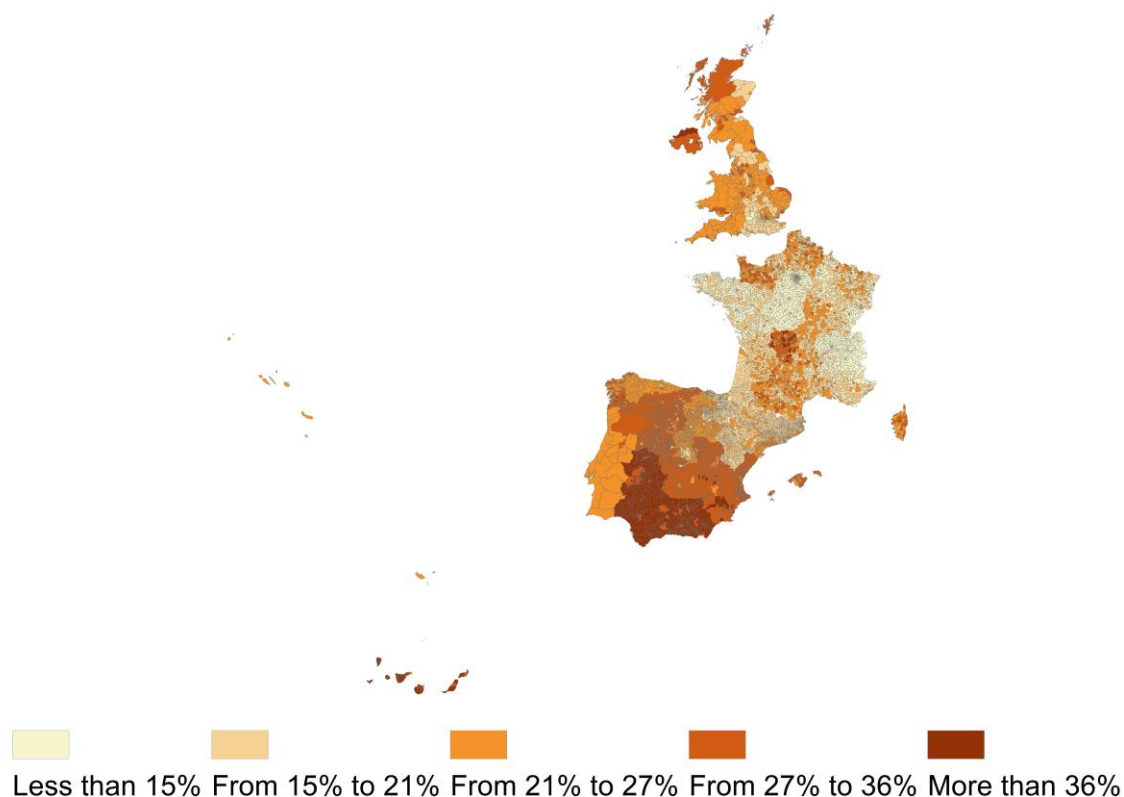 Less than 15% From 15% to 21% From 21% to 27% From 27% to 36% More than 36%